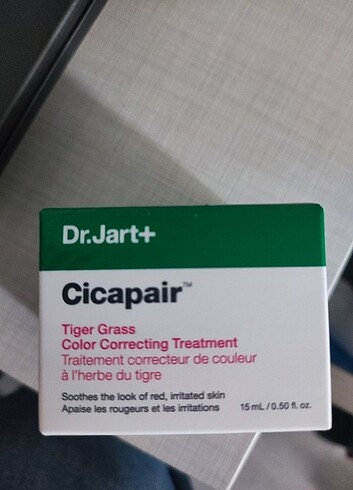 Dr.Jart+
Cicapair™
Tiger Grass
Color Correcting Treatment
Traitement correcteur de couleur
à l'herbe du tigre
Soothes the look of red, irritated skin
Apaise les rougeurs et les irritations
15 mL / 0.50 fl. oz.